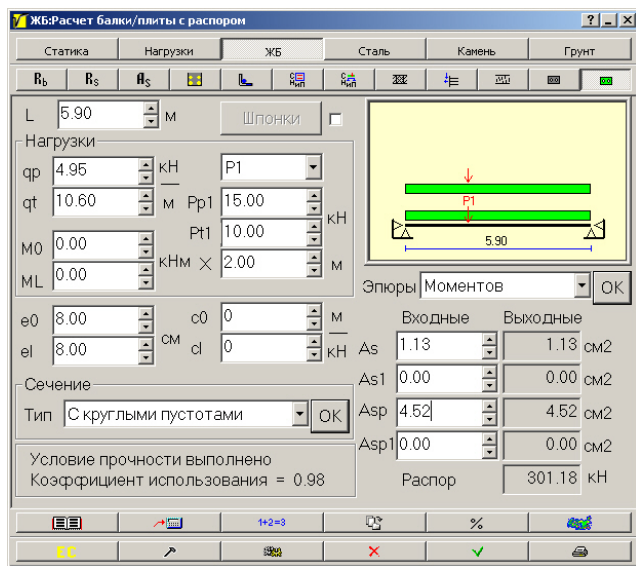 ЖБ:Расчет балки/плиты с распором
Статика Нагрузки ЖБ Сталь Камень Грунт
Rb Rs As
L 5.90 м Шпонки
Нагрузки
qp 4.95 кН P1
qt 10.60 м Pp1 15.00 кН
Pt1 10.00
M0 0.00 кНм X 2.00 м
ML 0.00
P1
5.90
Эпюры Моментов OK
e0 8.00 см c0 0 м
el 8.00 cl 0 кН
Входные Выходные
As 1.13 1.13 см2
As1 0.00 0.00 см2
Asp 4.52 4.52 см2
Asp1 0.00 0.00 см2
Распор 301.18 кН
Сечение
Тип С круглыми пустотами OK
Условие прочности выполнено
Коэффициент использования = 0.98
1+2=3 %
EC